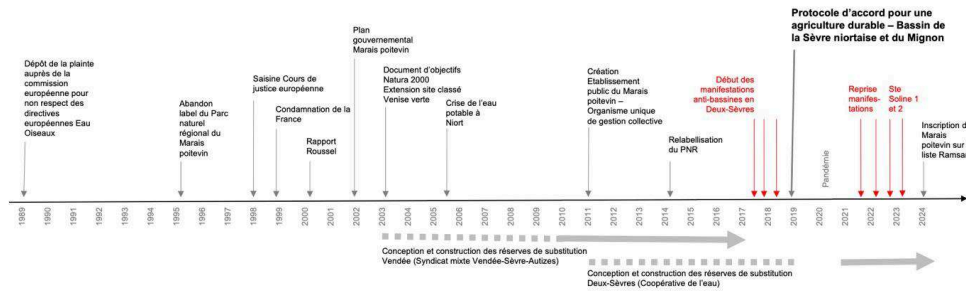 Dépôt de la plainte
auprès de la
commission
européenne pour
non respect des
directives
européennes Eau
Oiseaux
Abandon
label du Parc
naturel
régional du
Marais
poitevin
Saisine Cours de
justice européenne
Condamnation de la
France
Rapport
Roussel
Plan
gouvernemental
Marais poitevin
Document d'objectifs
Natura 2000
Extension site classé
Venise verte
Crise de l'eau
potable à
Niort
Création
Etablissement
public du Marais
poitevin –
Organisme unique
de gestion collective
Relabellisation
du PNR
Début des
manifestations
anti-bassines en
Deux-Sèvres
Protocole d'accord pour une
agriculture durable – Bassin de
la Sèvre niortaise et du Mignon
Pandémie
Reprise
manifes-
tations
Ste
Soline 1
et 2
Inscription du
Marais
poitevin sur
liste Ramsar
1989
1990
1991
1992
1993
1994
1995
1996
1997
1998
1999
2000
2001
2002
2003
2004
2005
2006
2007
2008
2009
2010
2011
2012
2013
2014
2015
2016
2017
2018
2019
2020
2021
2022
2023
2024
Conception et construction des réserves de substitution
Vendée (Syndicat mixte Vendée-Sèvre-Autizes)
Conception et construction des réserves de substitution
Deux-Sèvres (Coopérative de l'eau)